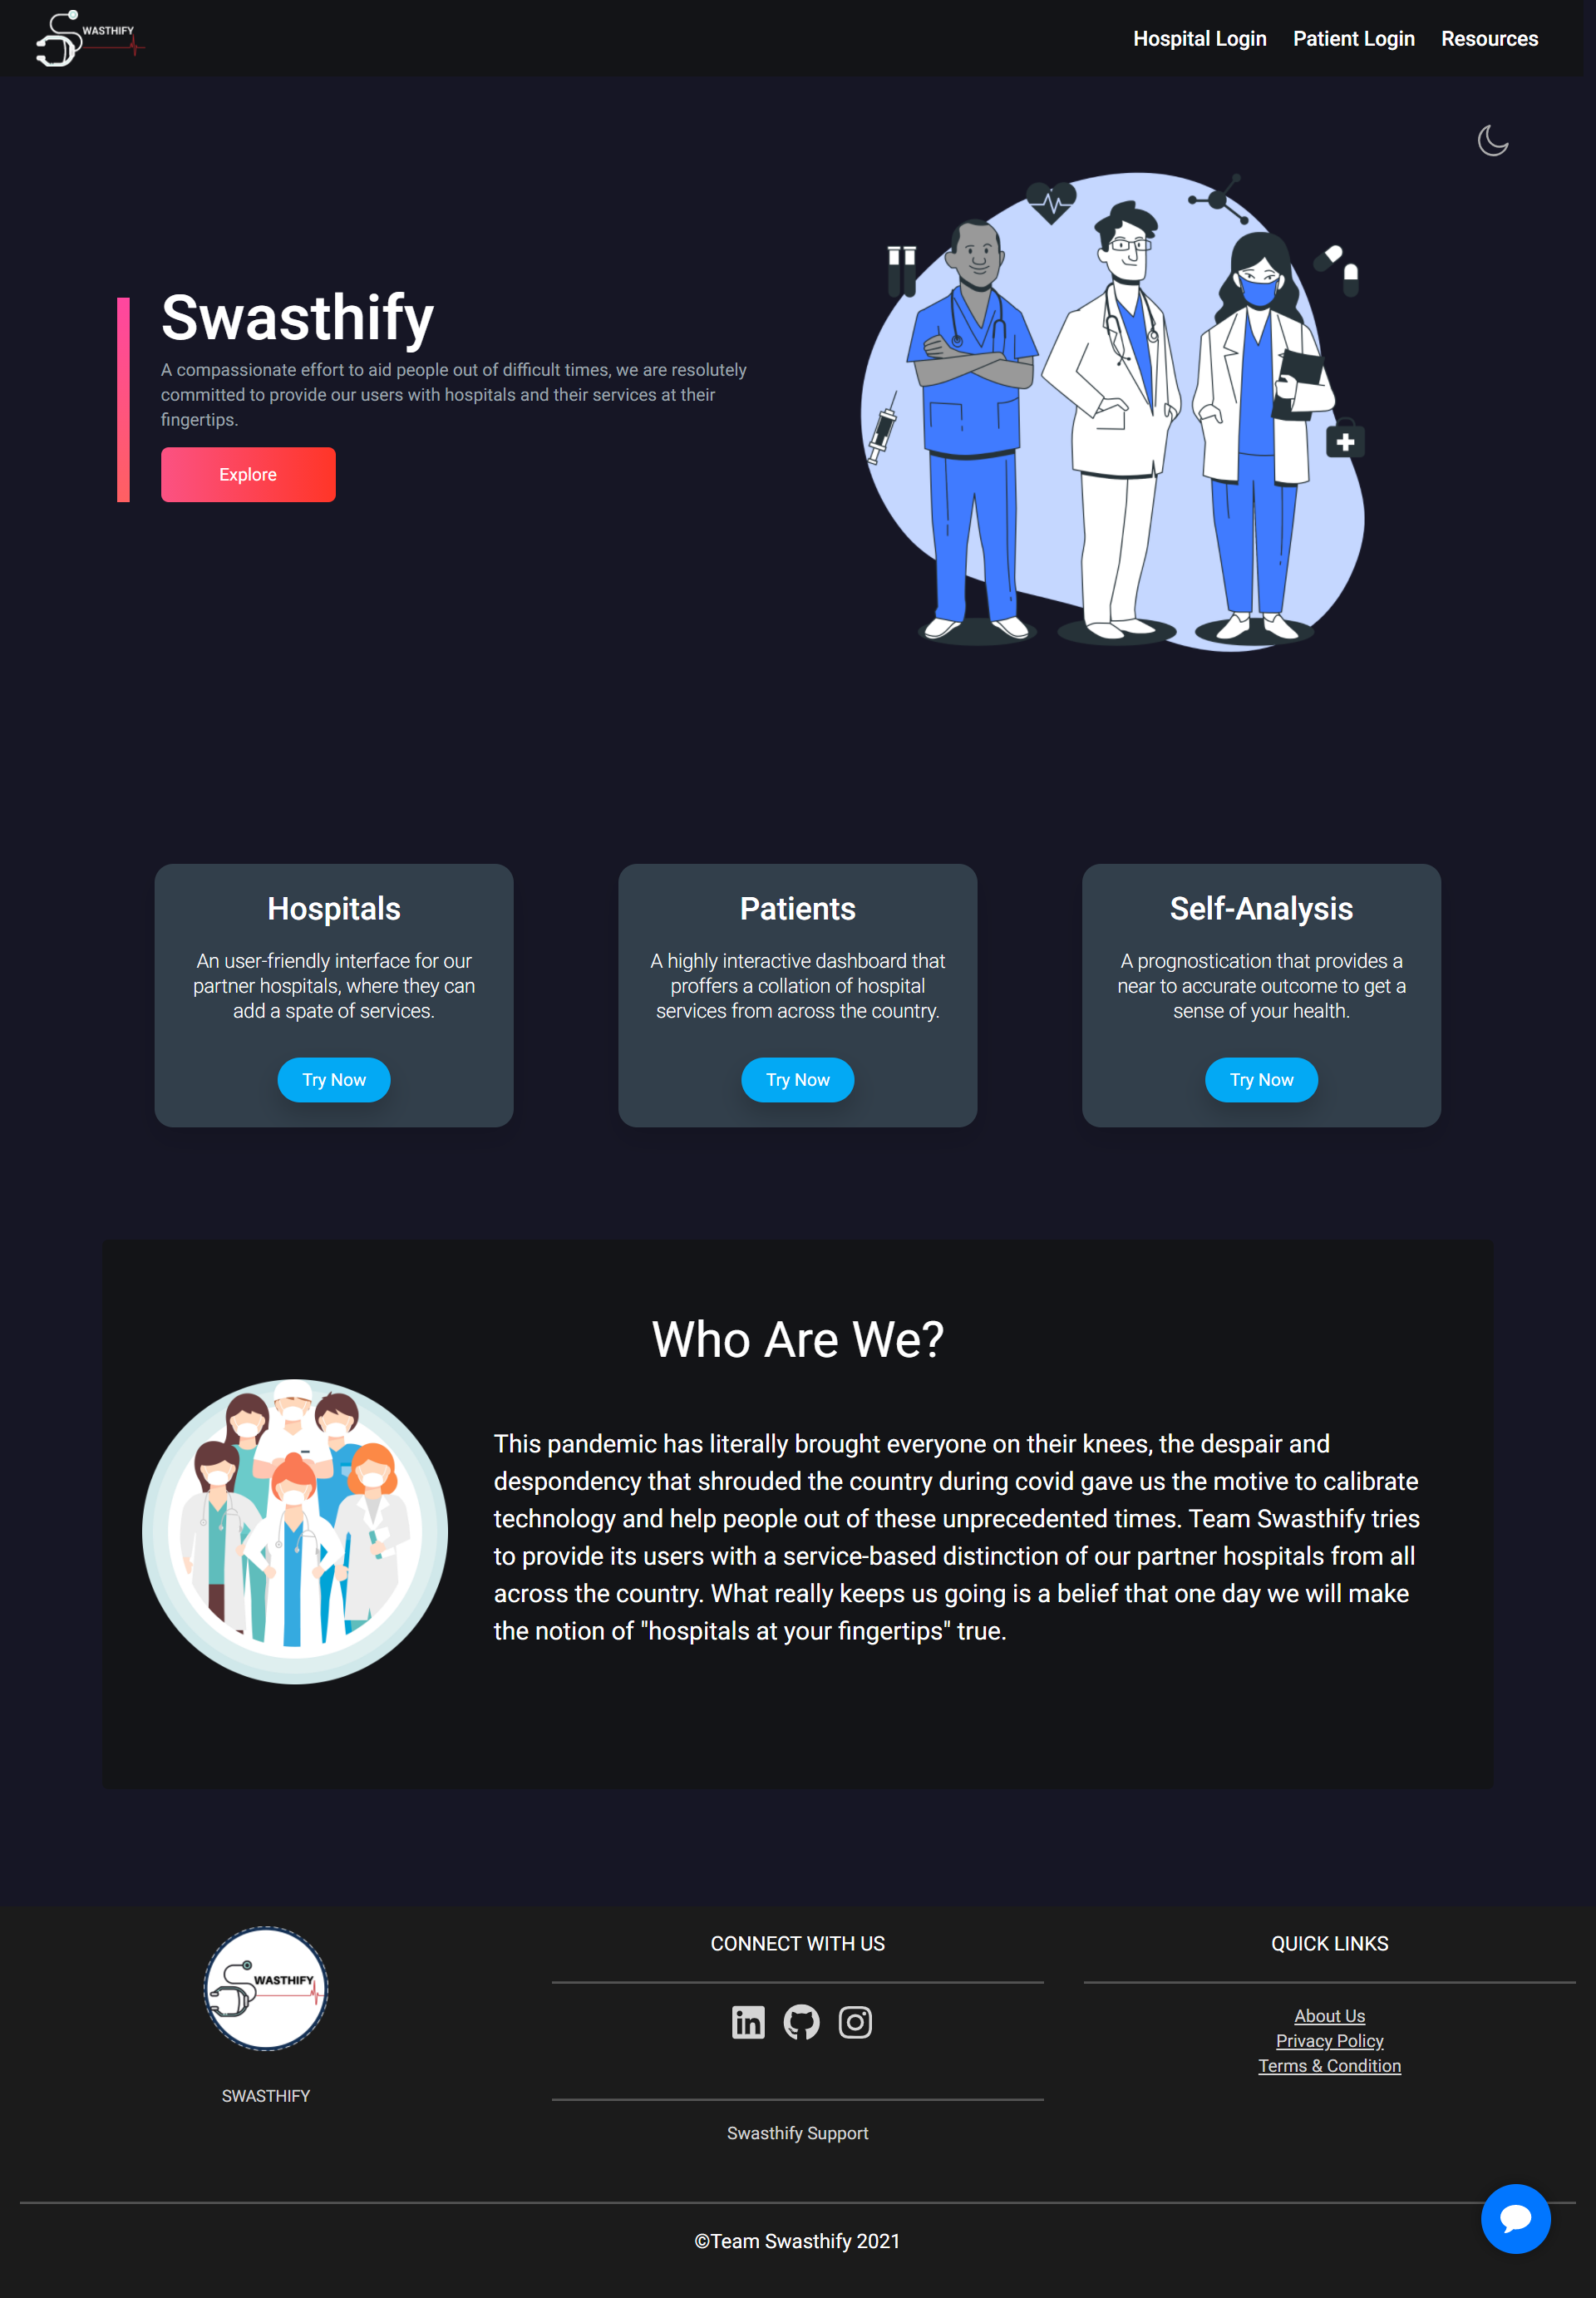 WASTHIFY
Hospital Login Patient Login Resources
Swasthify
A compassionate effort to aid people out of difficult times, we are resolutely
committed to provide our users with hospitals and their services at their
fingertips.
Explore
Hospitals
An user-friendly interface for our
partner hospitals, where they can
add a spate of services.
Try Now
Patients
A highly interactive dashboard that
proffers a collation of hospital
services from across the country.
Try Now
Self-Analysis
A prognostication that provides a
near to accurate outcome to get a
sense of your health.
Try Now
Who Are We?
This pandemic has literally brought everyone on their knees, the despair and
despondency that shrouded the country during covid gave us the motive to calibrate
technology and help people out of these unprecedented times. Team Swasthify tries
to provide its users with a service-based distinction of our partner hospitals from all
across the country. What really keeps us going is a belief that one day we will make
the notion of "hospitals at your fingertips" true.
WASTHIFY
SWASTHIFY
CONNECT WITH US
in
Swasthify Support
QUICK LINKS
About Us
Privacy Policy
Terms & Condition
©Team Swasthify 2021